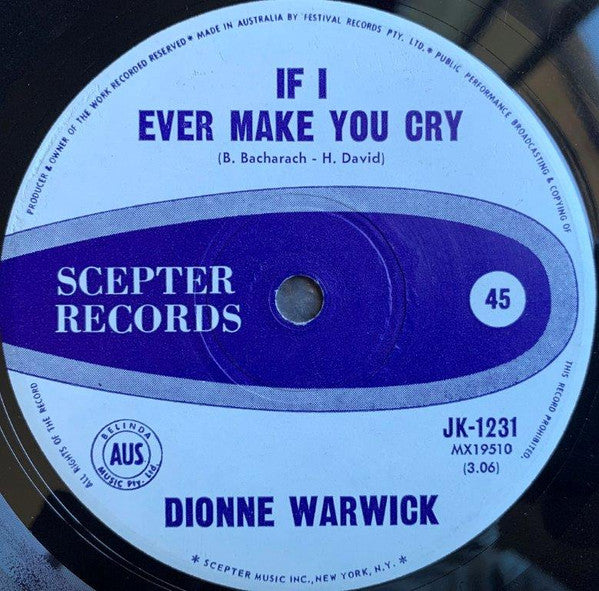 PRODUCER & OWNER OF THE WORK RECORDED RESERVED * MADE IN AUSTRALIA BY FESTIVAL RECORDS PTY. LTD. * PUBLIC PERFORMANCE BROADCASTING & COPYING OF
THIS RECORD PROHIBITED.
ALL RIGHTS OF THE RECORD
IF I
EVER MAKE YOU CRY
(B. Bacharach - H. David)
SCEPTER
RECORDS
45
BELINDA
AUS
MUSIC Pty. Ltd.
JK-1231
MX19510
(3.06)
DIONNE WARWICK
* SCEPTER MUSIC INC., NEW YORK, N.Y. *